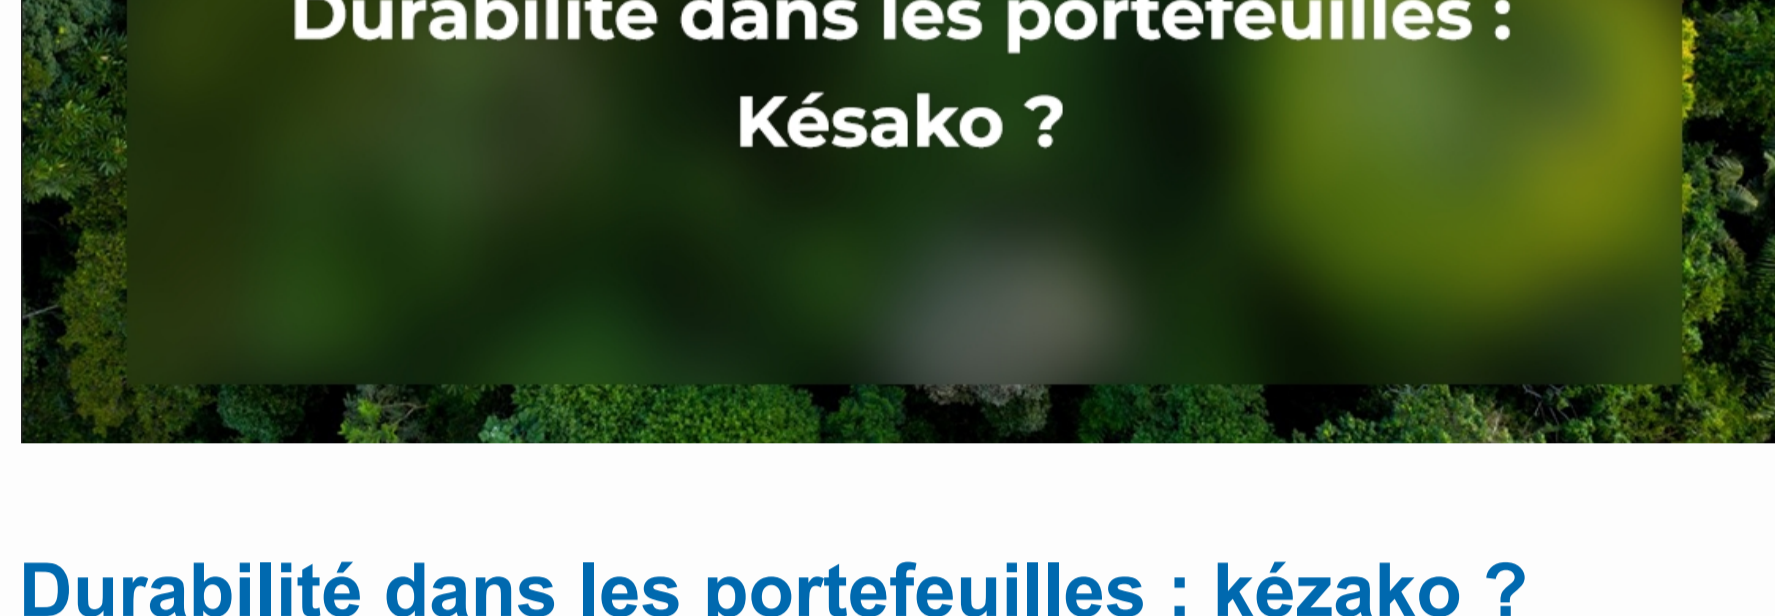 Durabilité dans les portefeuilles :
Késako ?
Durabilité dans les portefeuilles : kézako ?